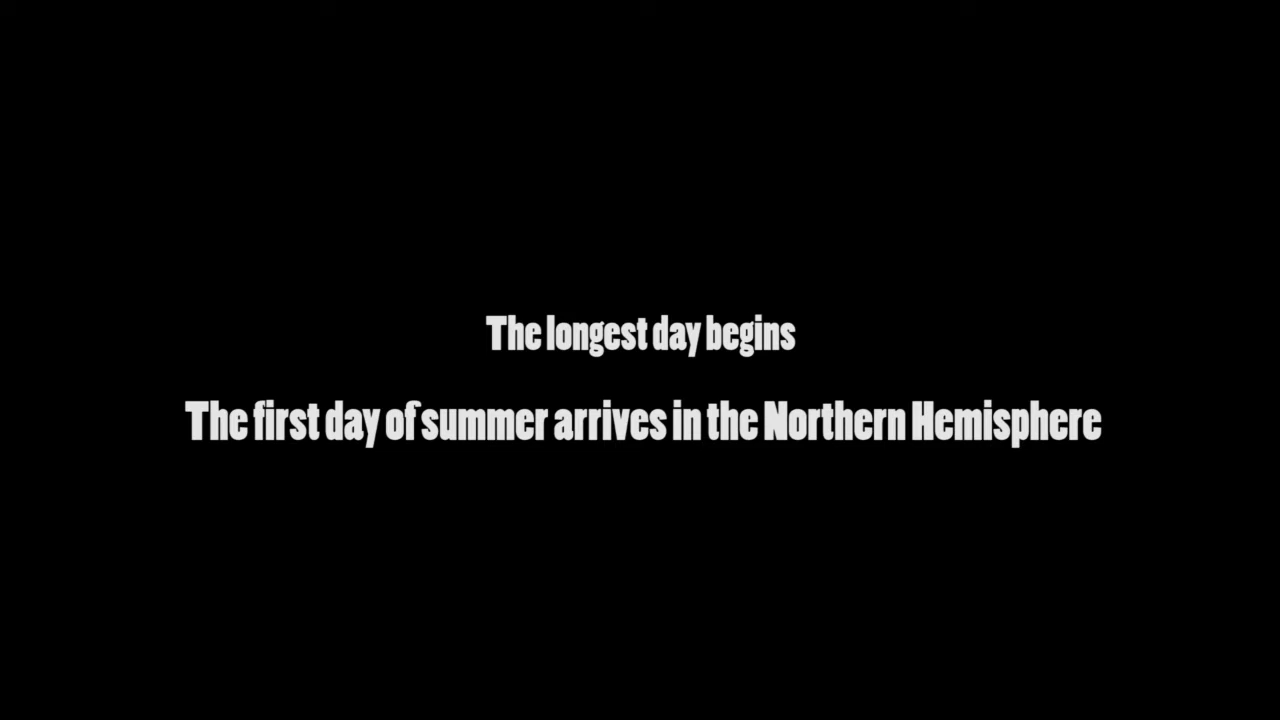 The longest day begins
The first day of summer arrives in the Northern Hemisphere